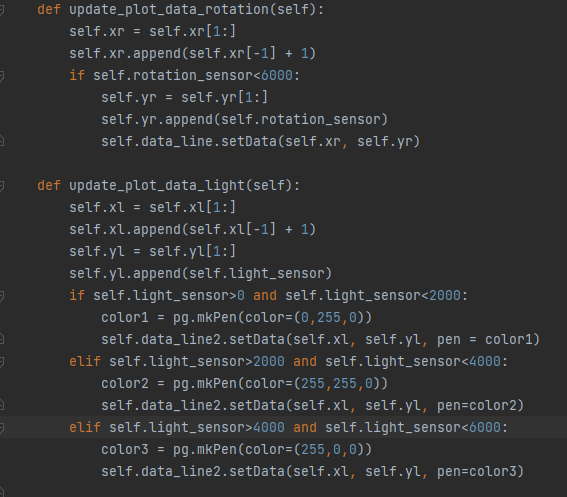 def update_plot_data_rotation(self):
    self.xr = self.xr[1:]
    self.xr.append(self.xr[-1] + 1)
    if self.rotation_sensor<6000:
        self.yr = self.yr[1:]
        self.yr.append(self.rotation_sensor)
        self.data_line.setData(self.xr, self.yr)

def update_plot_data_light(self):
    self.xl = self.xl[1:]
    self.xl.append(self.xl[-1] + 1)
    self.yl = self.yl[1:]
    self.yl.append(self.light_sensor)
    if self.light_sensor>0 and self.light_sensor<2000:
        color1 = pg.mkPen(color=(0,255,0))
        self.data_line2.setData(self.xl, self.yl, pen = color1)
    elif self.light_sensor>2000 and self.light_sensor<4000:
        color2 = pg.mkPen(color=(255,255,0))
        self.data_line2.setData(self.xl, self.yl, pen=color2)
    elif self.light_sensor>4000 and self.light_sensor<6000:
        color3 = pg.mkPen(color=(255,0,0))
        self.data_line2.setData(self.xl, self.yl, pen=color3)